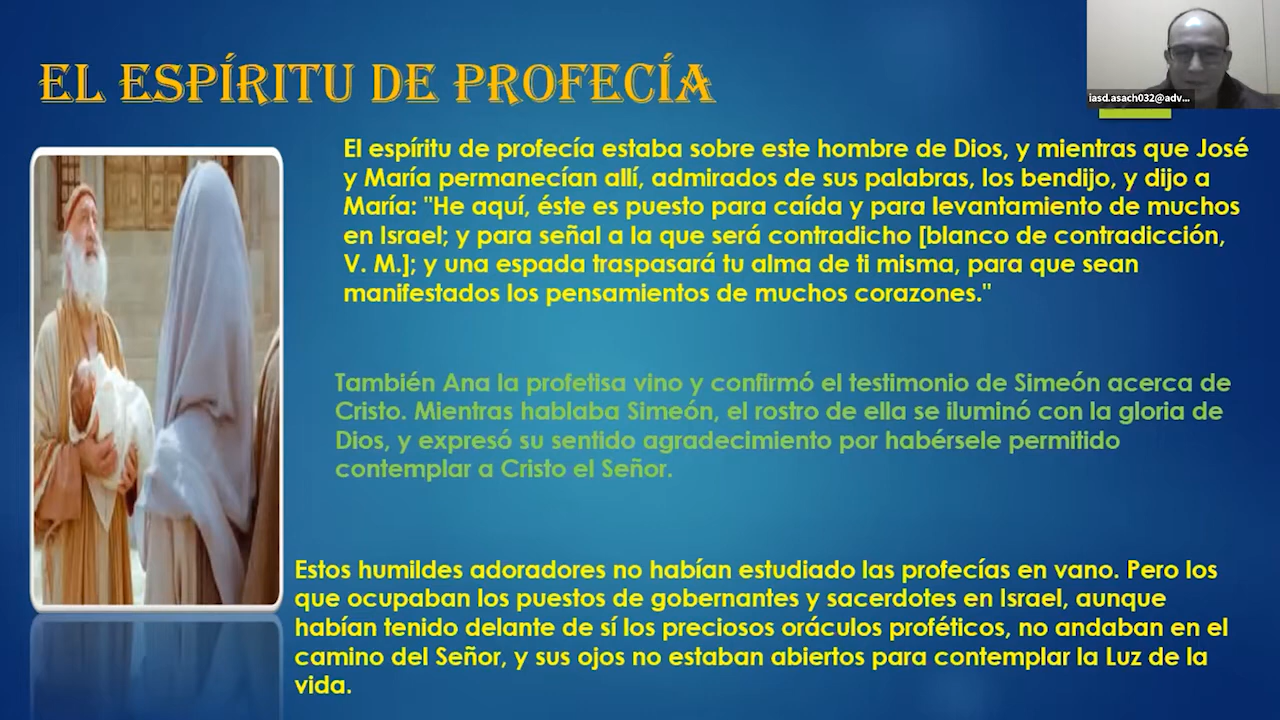 EL ESPÍRITU DE PROFECÍA
iasd.asach032@adv...
El espíritu de profecía estaba sobre este hombre de Dios, y mientras que José
y María permanecían allí, admirados de sus palabras, los bendijo, y dijo a
María: "He aquí, éste es puesto para caída y para levantamiento de muchos
en Israel; y para señal a la que será contradicho [blanco de contradicción,
V. M.]; y una espada traspasará tu alma de ti misma, para que sean
manifestados los pensamientos de muchos corazones."
También Ana la profetisa vino y confirmó el testimonio de Simeón acerca de
Cristo. Mientras hablaba Simeón, el rostro de ella se iluminó con la gloria de
Dios, y expresó su sentido agradecimiento por habérsele permitido
contemplar a Cristo el Señor.
Estos humildes adoradores no habían estudiado las profecías en vano. Pero los
que ocupaban los puestos de gobernantes y sacerdotes en Israel, aunque
habían tenido delante de sí los preciosos oráculos proféticos, no andaban en el
camino del Señor, y sus ojos no estaban abiertos para contemplar la Luz de la
vida.